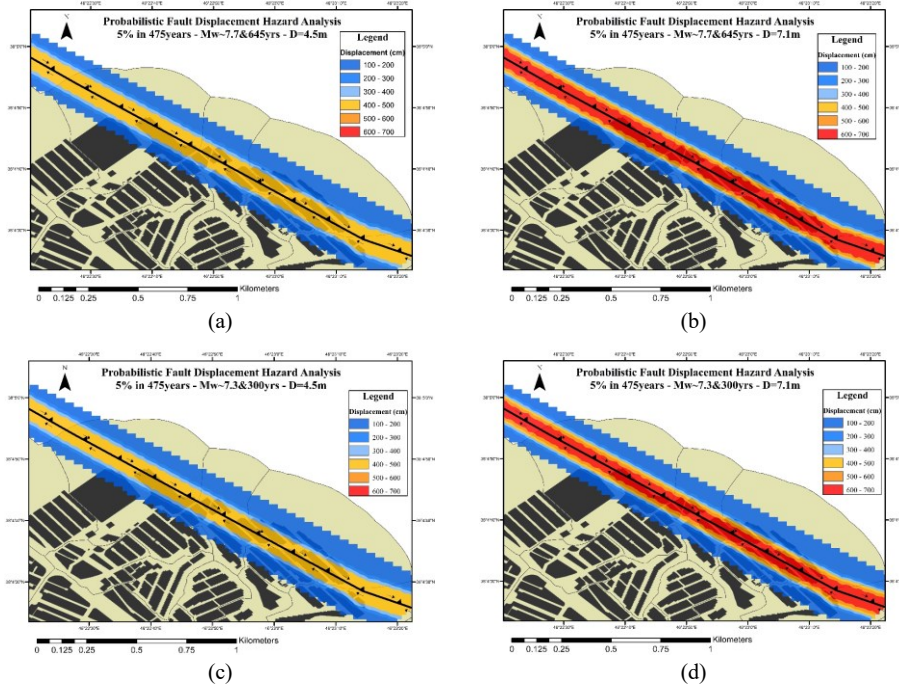 Probabilistic Fault Displacement Hazard Analysis
5% in 475years - Mw~7.7&645yrs - D=4.5m
N
Legend
Displacement (cm)
100 - 200
200 - 300
300 - 400
400 - 500
500 - 600
600 - 700
0 0.125 0.25 0.5 0.75 1
Kilometers
(a)
Probabilistic Fault Displacement Hazard Analysis
5% in 475years - Mw~7.7&645yrs - D=7.1m
Legend
Displacement (cm)
100 - 200
200 - 300
300 - 400
400 - 500
500 - 600
600 - 700
0 0.125 0.25 0.5 0.75 1
Kilometers
(b)
Probabilistic Fault Displacement Hazard Analysis
5% in 475years - Mw~7.3&300yrs - D=4.5m
N
Legend
Displacement (cm)
100 - 200
200 - 300
300 - 400
400 - 500
500 - 600
600 - 700
0 0.125 0.25 0.5 0.75 1
Kilometers
(c)
Probabilistic Fault Displacement Hazard Analysis
5% in 475years - Mw~7.3&300yrs - D=7.1m
Legend
Displacement (cm)
100 - 200
200 - 300
300 - 400
400 - 500
500 - 600
600 - 700
0 0.125 0.25 0.5 0.75 1
Kilometers
(d)